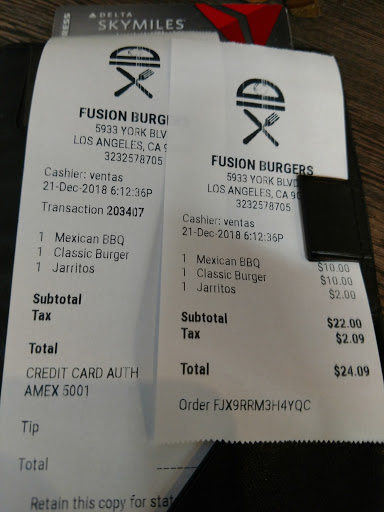 RESS
DELTA
SKYMILES
FUSION BURG
5933 YORK BLV
LOS ANGELES, CA 9
3232578705
Cashier: ventas
21-Dec-2018 6:12:36P
Transaction 203407
1 Mexican BBQ
1 Classic Burger
1 Jarritos
Subtotal
Tax
Total
CREDIT CARD AUTH
AMEX 5001
Tip
Total
Retain this copy for stat
FUSION BURGERS
5933 YORK BLVD
LOS ANGELES, CA 90
3232578705
Cashier: ventas
21-Dec-2018 6:12:36P
1 Mexican BBQ $10.00
1 Classic Burger $10.00
1 Jarritos $2.00
Subtotal $22.00
Tax $2.09
Total $24.09
Order FJX9RRM3H4YQC